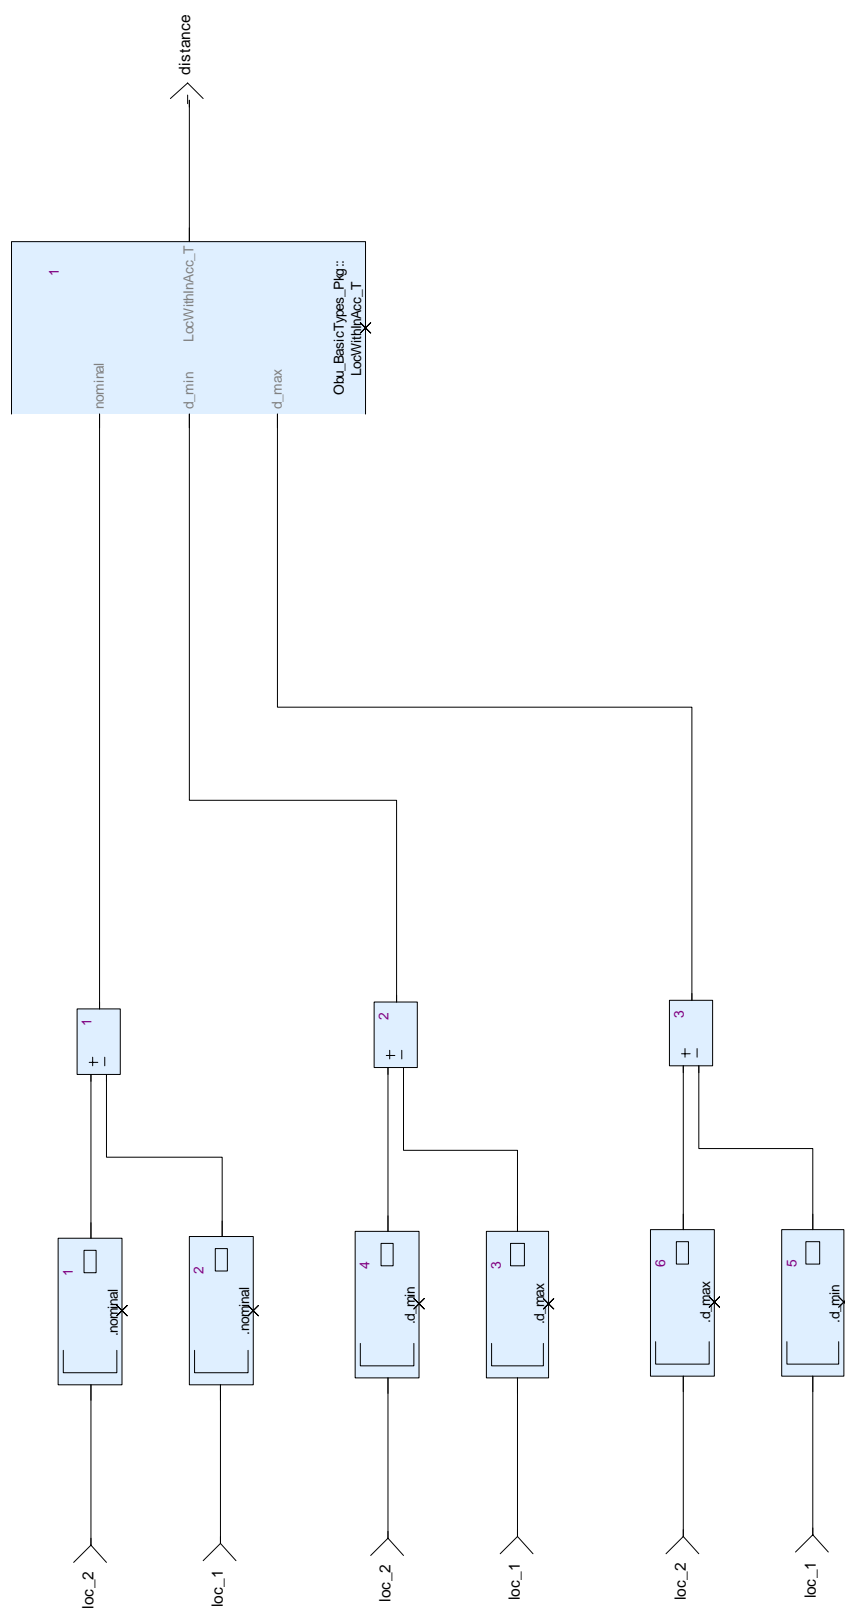 loc_2
1
.nominal
loc_1
2
.nominal
1
+
−
loc_2
4
.d_min
loc_1
3
.d_max
2
+
−
loc_2
6
.d_max
loc_1
5
.d_min
3
+
−
1
nominal
d_min
LocWithInAcc_T
d_max
Obu_BasicTypes_Pkg::
LocWithInAcc_T
distance